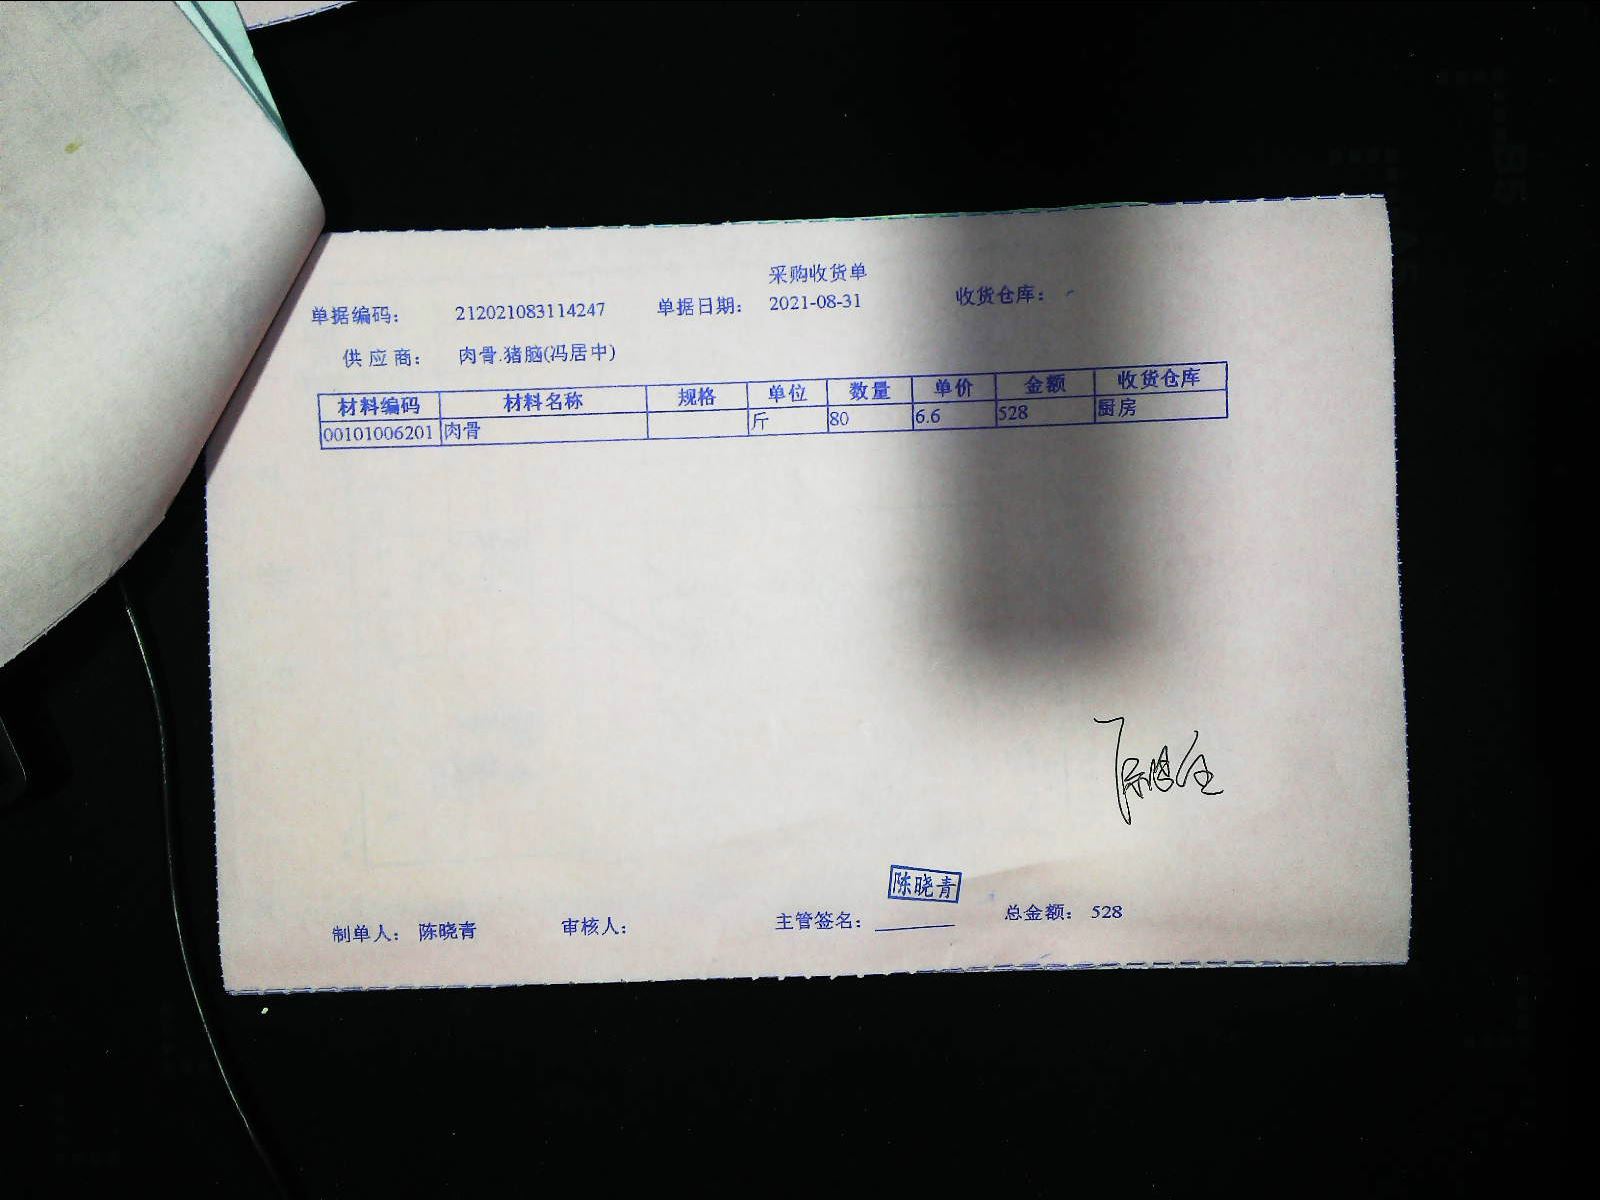 采购收货单
单据编码： 212021083114247 单据日期： 2021-08-31 收货仓库：
供应商： 肉骨.猪脑(冯居中)
材料编码 材料名称 规格 单位 数量 单价 金额 收货仓库
00101006201 肉骨 斤 80 6.6 528 厨房
陈晓青
制单人： 陈晓青 审核人： 主管签名： 总金额： 528